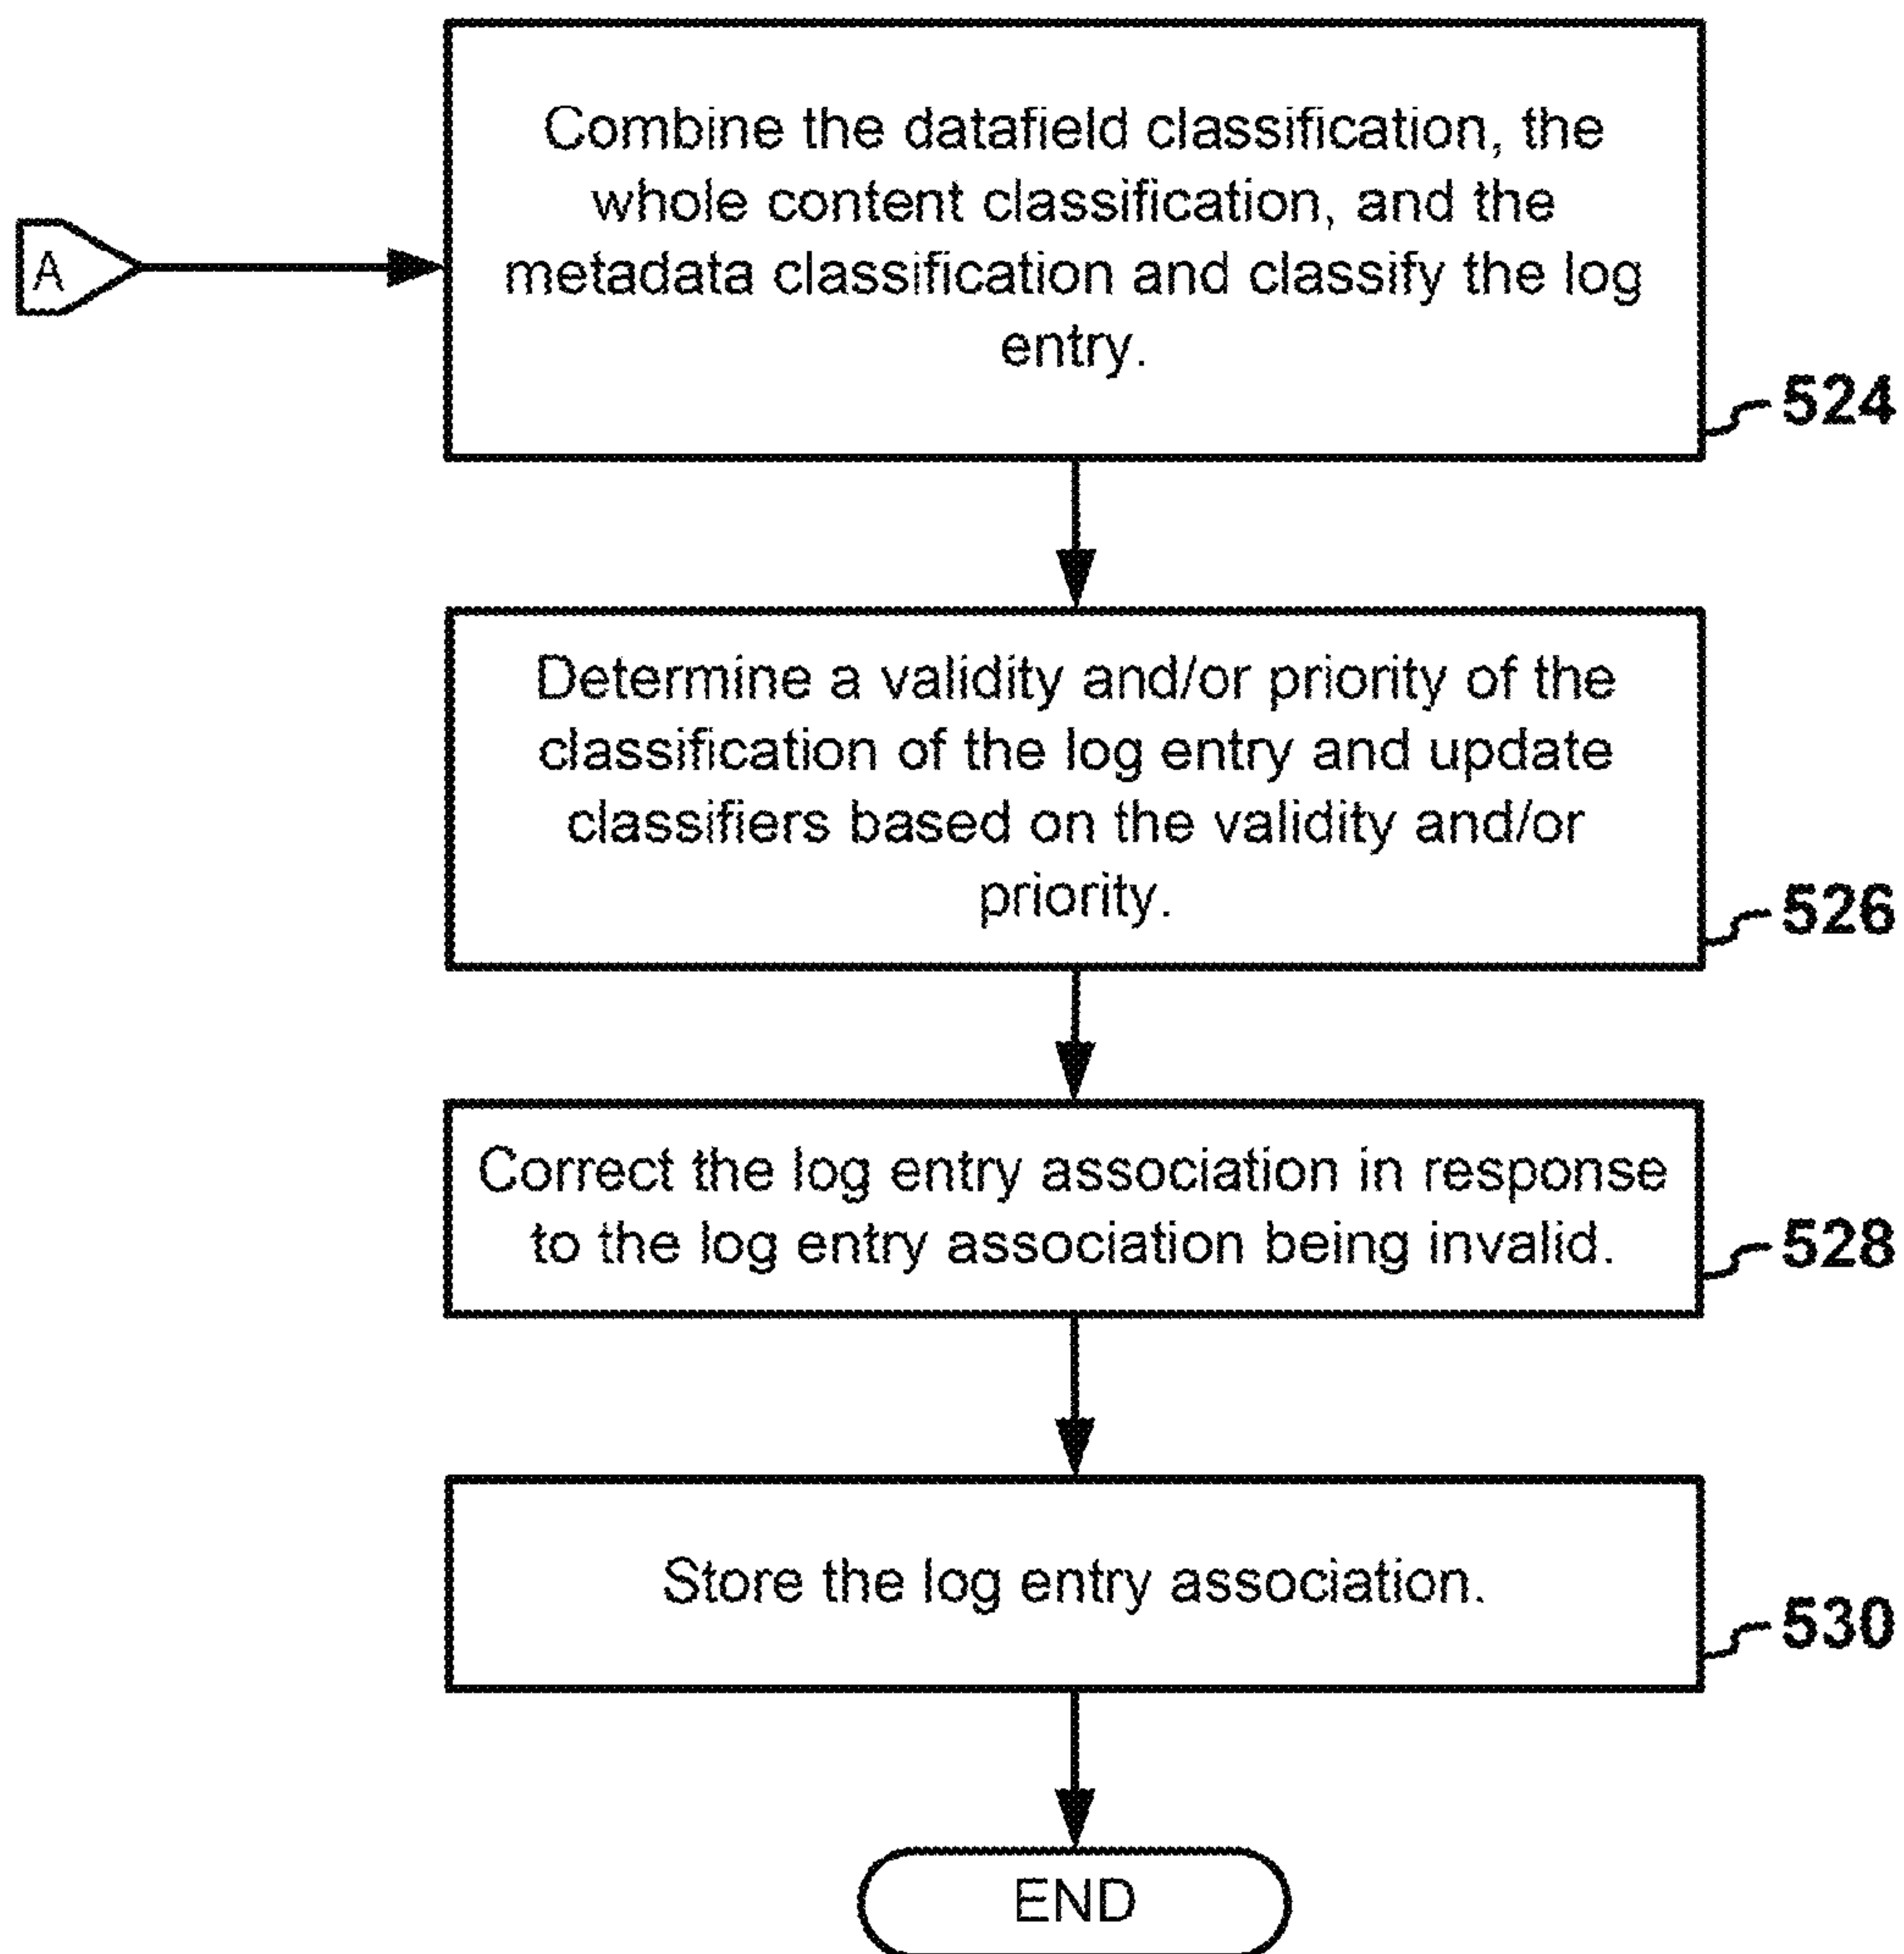 Combine the datafield classification, the
whole content classification, and the
A
metadata classification and classify the log
entry.
524
Determine a validity and/or priority of the
classification of the log entry and update
classifiers based on the validity and/or
priority.
526
Correct the log entry association in response
to the log entry association being invalid.
528
Store the log entry association.
530
END